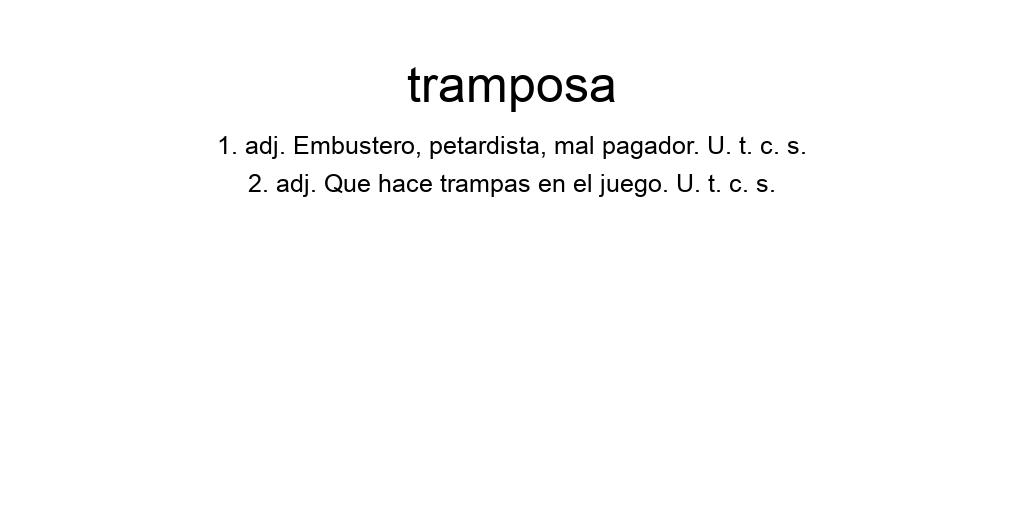 tramposa
1. adj. Embustero, petardista, mal pagador. U. t. c. s.
2. adj. Que hace trampas en el juego. U. t. c. s.